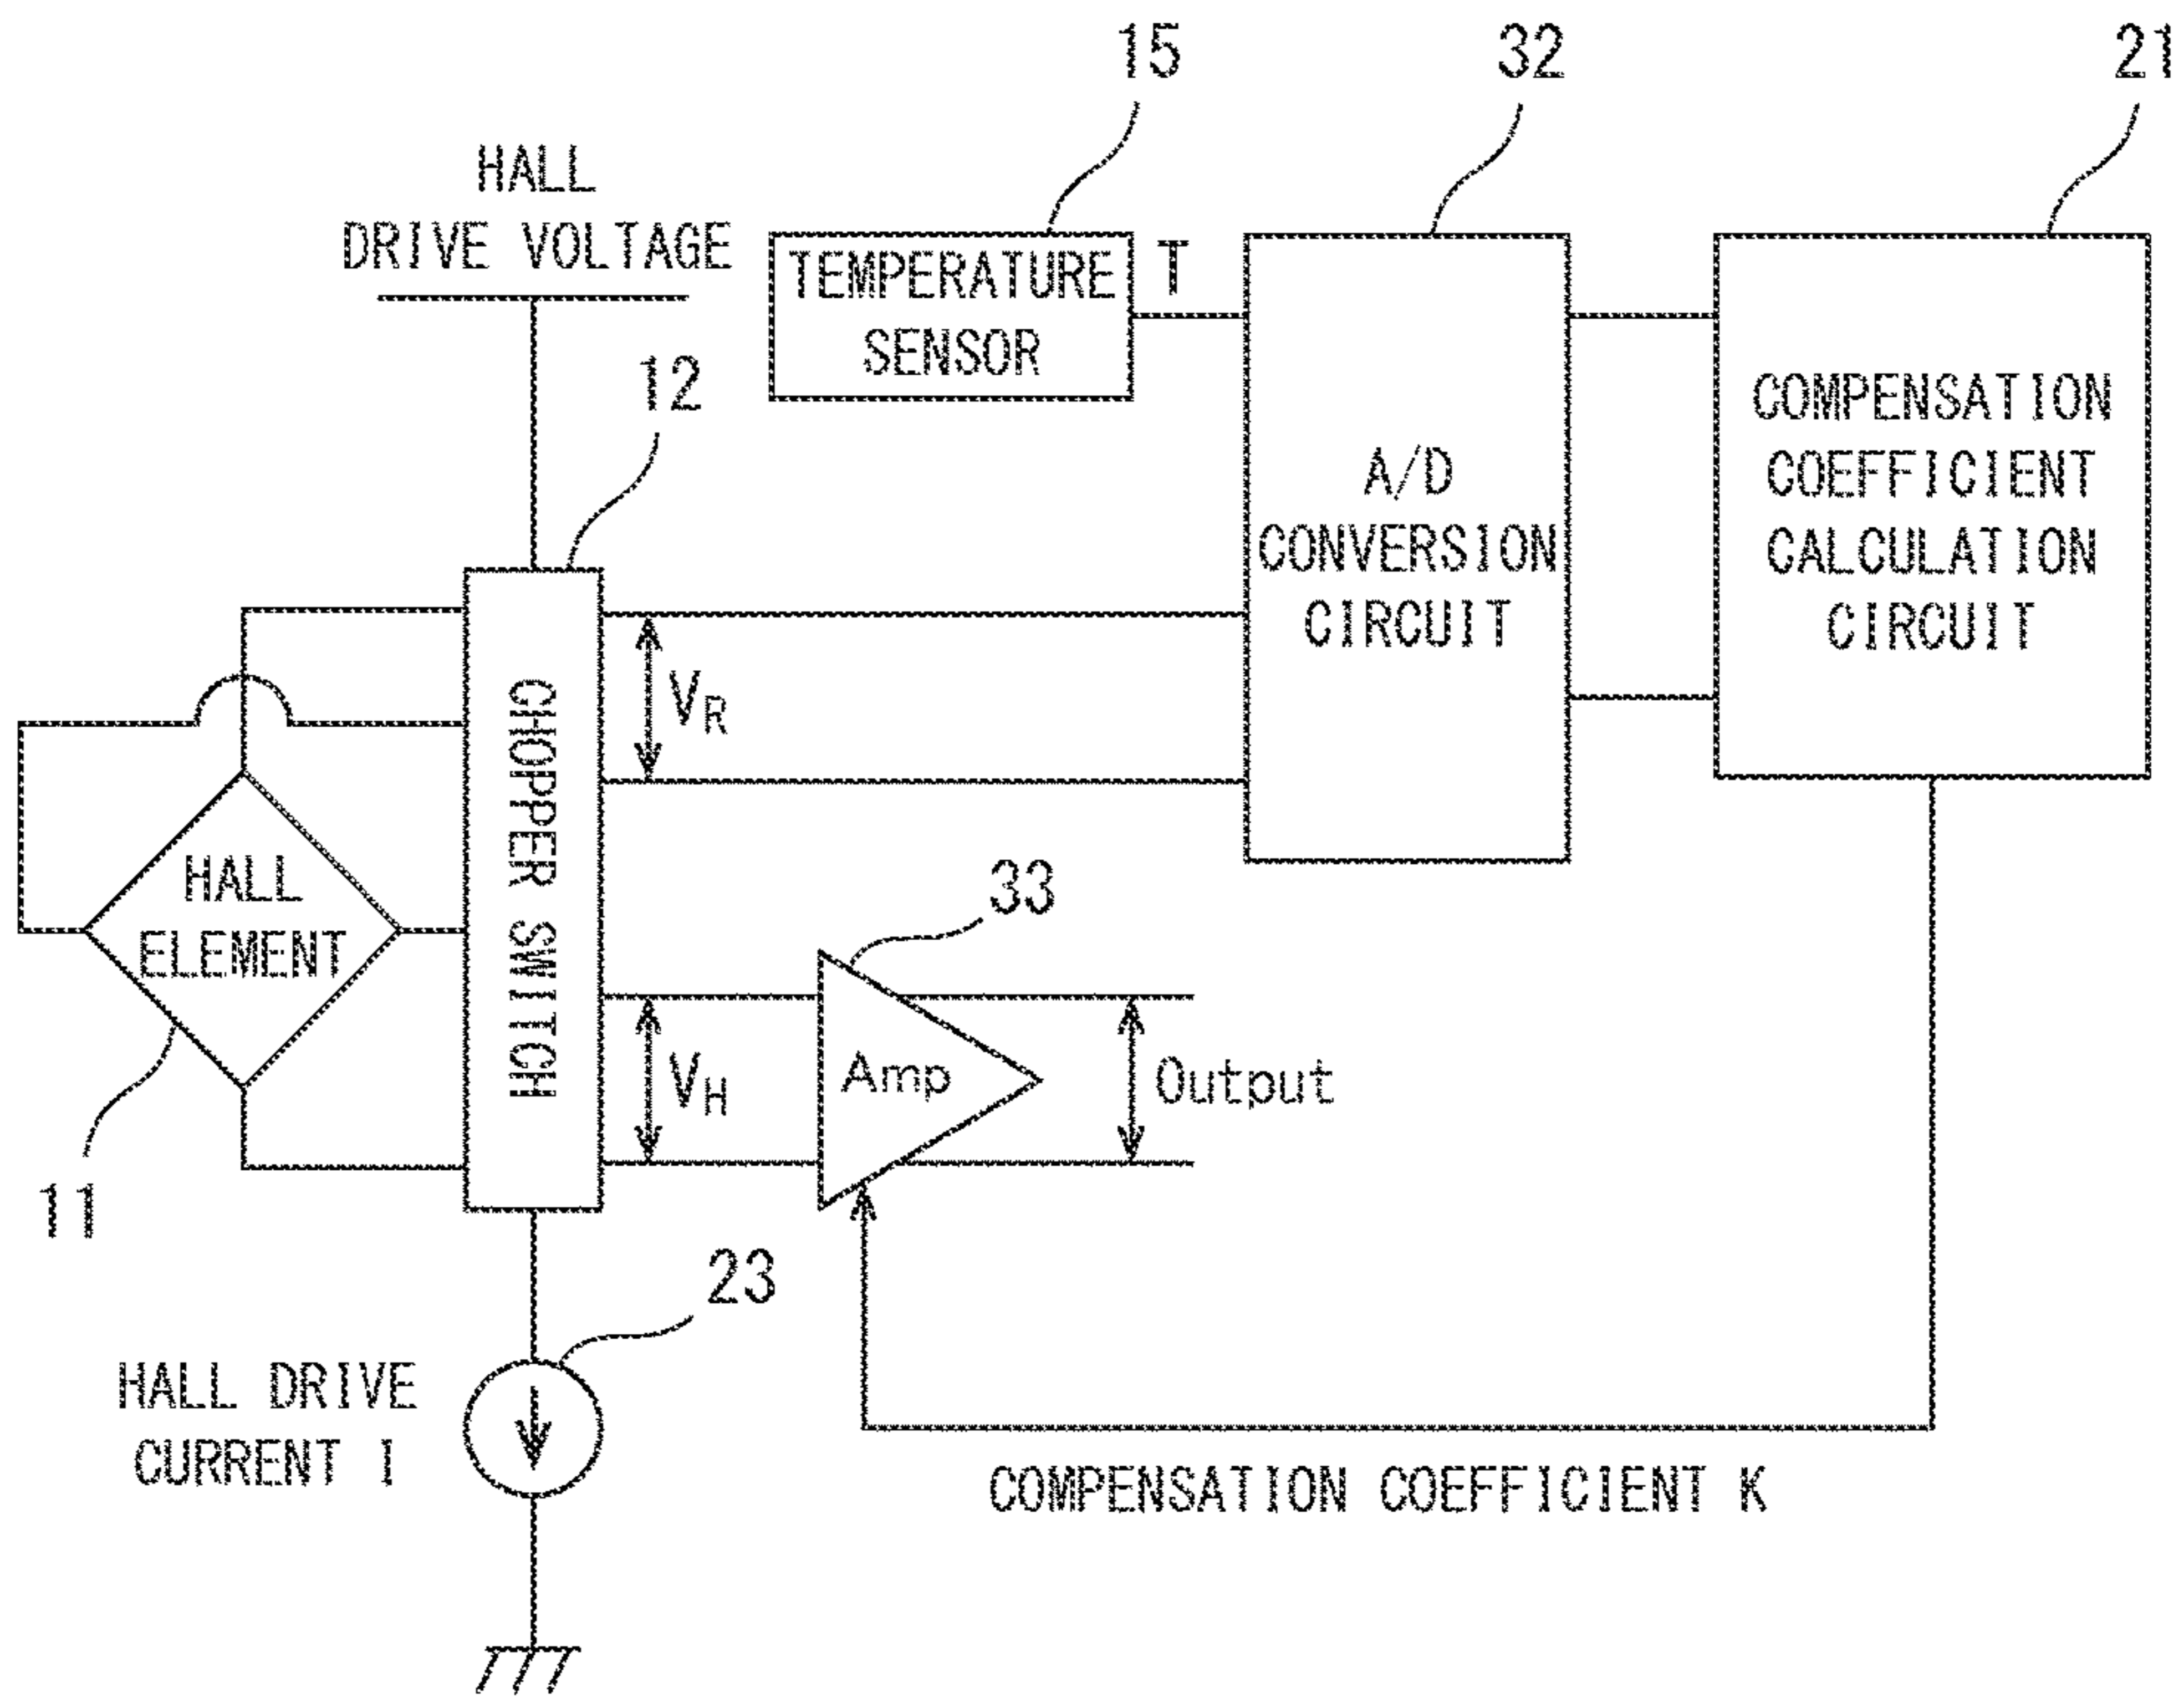 15
32
21
HALL
DRIVE VOLTAGE
TEMPERATURE
SENSOR
T
12
COMPENSATION
COEFFICIENT
CALCULATION
CIRCUIT
A/D
CONVERSION
CIRCUIT
CHOPPER SWITCH
VR
HALL
ELEMENT
33
VH
Amp
Output
11
23
HALL DRIVE
CURRENT I
COMPENSATION COEFFICIENT K